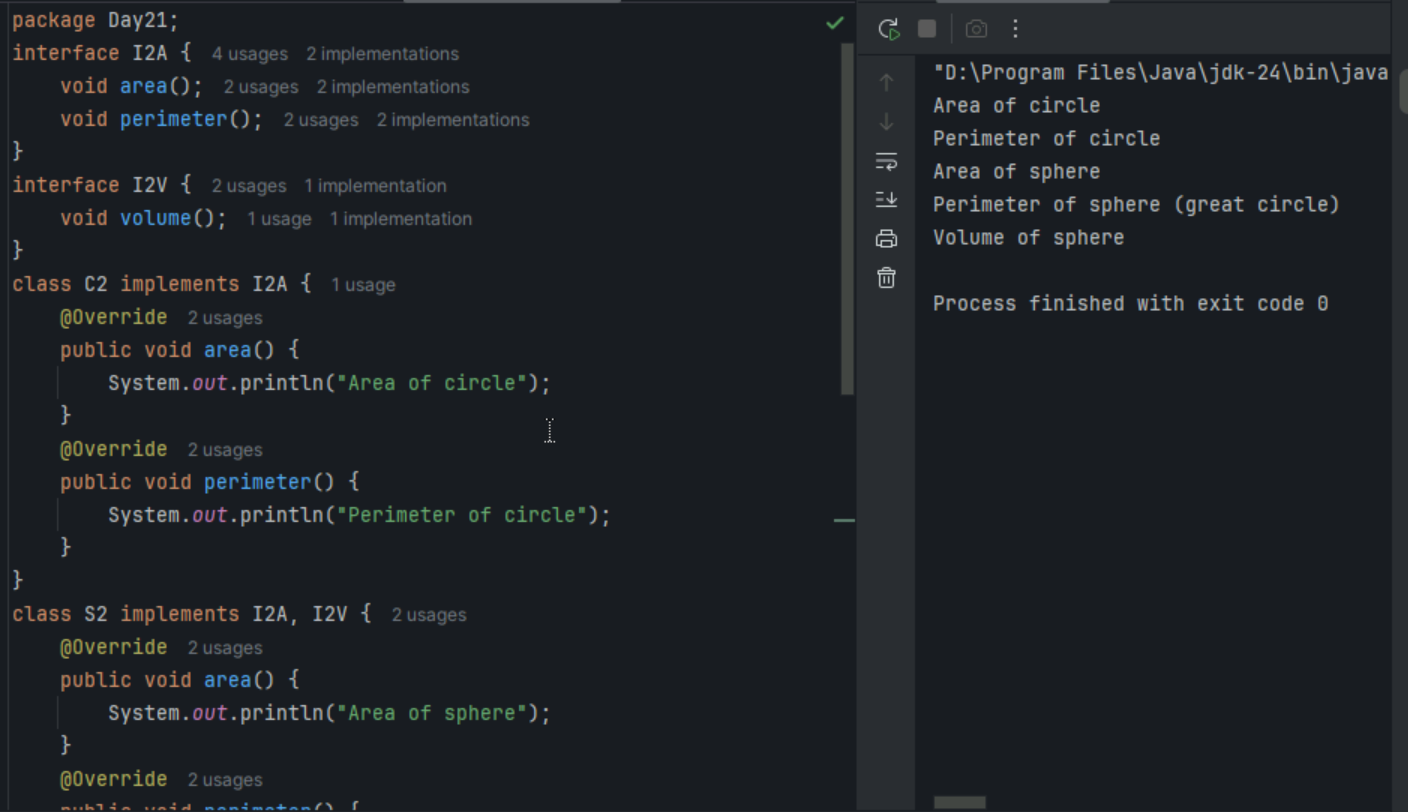 package Day21;
interface I2A {  4 usages  2 implementations
    void area();  2 usages  2 implementations
    void perimeter();  2 usages  2 implementations
}
interface I2V {  2 usages  1 implementation
    void volume();  1 usage  1 implementation
}
class C2 implements I2A {  1 usage
    @Override  2 usages
    public void area() {
        System.out.println("Area of circle");
    }
    @Override  2 usages
    public void perimeter() {
        System.out.println("Perimeter of circle");
    }
}
class S2 implements I2A, I2V {  2 usages
    @Override  2 usages
    public void area() {
        System.out.println("Area of sphere");
    }
    @Override  2 usages
    public void perimeter() {
"D:\Program Files\Java\jdk-24\bin\java
Area of circle
Perimeter of circle
Area of sphere
Perimeter of sphere (great circle)
Volume of sphere
Process finished with exit code 0